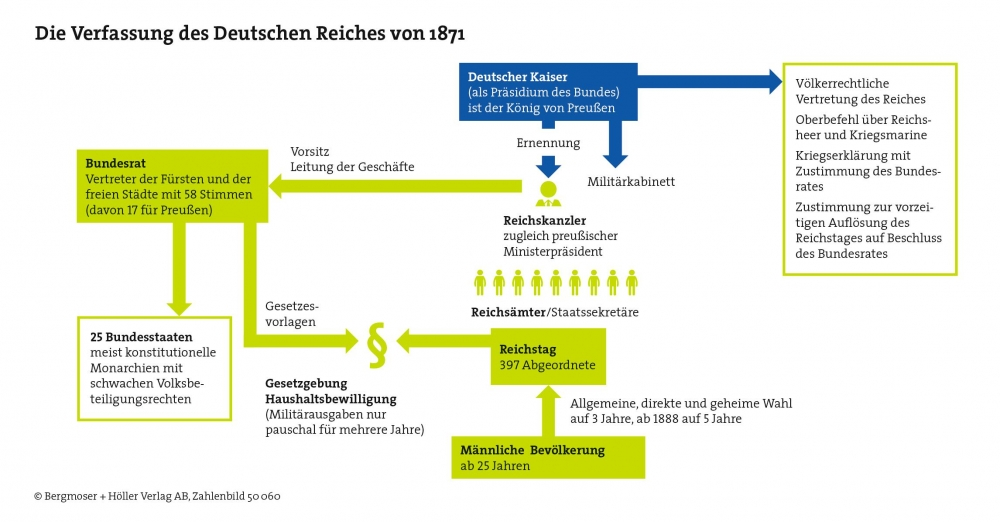 Die Verfassung des Deutschen Reiches von 1871
Deutscher Kaiser
(als Präsidium des Bundes)
ist der König von Preußen
Völkerrechtliche
Vertretung des Reiches
Oberbefehl über Reichs-
heer und Kriegsmarine
Kriegserklärung mit
Zustimmung des Bundes-
rates
Zustimmung zur vorzei-
tigen Auflösung des
Reichstages auf Beschluss
des Bundesrates
Ernennung
Militärkabinett
Vorsitz
Leitung der Geschäfte
Bundesrat
Vertreter der Fürsten und der
freien Städte mit 58 Stimmen
(davon 17 für Preußen)
Reichskanzler
zugleich preußischer
Ministerpräsident
Reichsämter/Staatssekretäre
Gesetzes-
vorlagen
§
25 Bundesstaaten
meist konstitutionelle
Monarchien mit
schwachen Volksbe-
teiligungsrechten
Reichstag
397 Abgeordnete
Gesetzgebung
Haushaltsbewilligung
(Militärausgaben nur
pauschal für mehrere Jahre)
Allgemeine, direkte und geheime Wahl
auf 3 Jahre, ab 1888 auf 5 Jahre
Männliche Bevölkerung
ab 25 Jahren
© Bergmoser + Höller Verlag AB, Zahlenbild 50 060